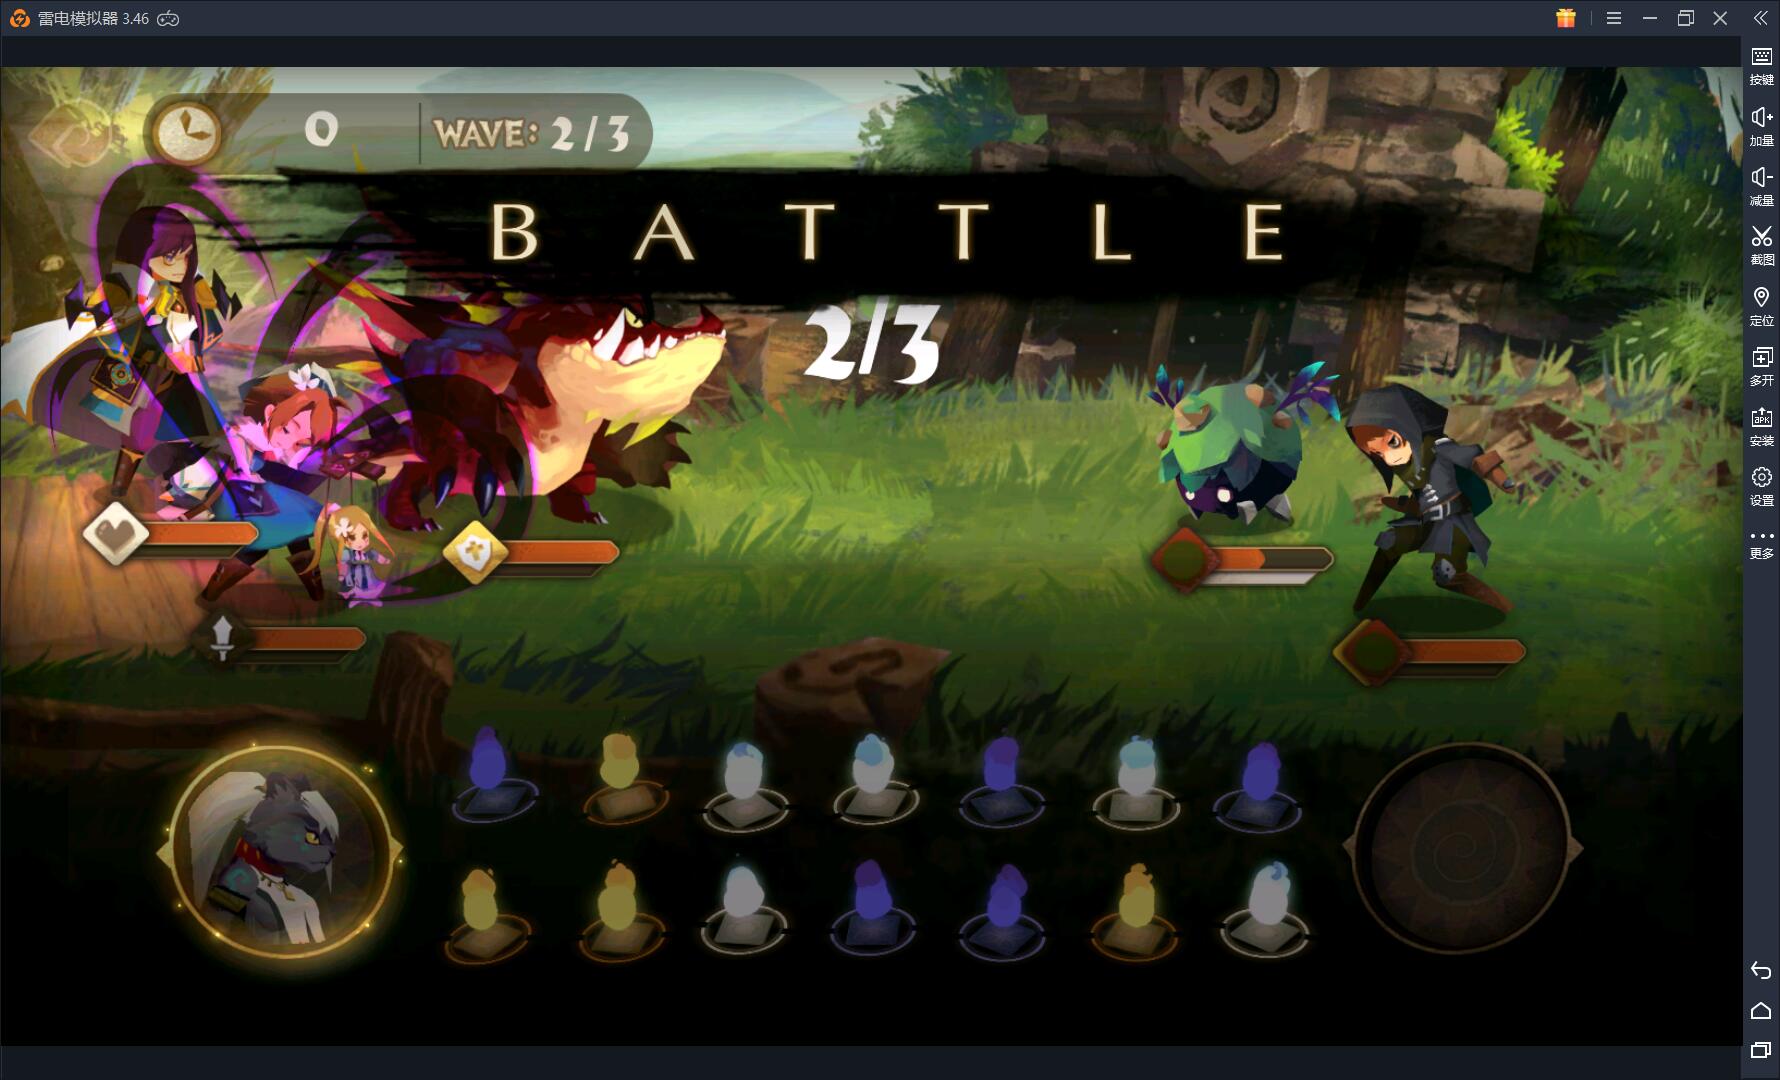 雷电模拟器 3.46
0
WAVE: 2/3
BATTLE
2/3
按键
加量
减量
截图
定位
多开
APK
安装
设置
更多